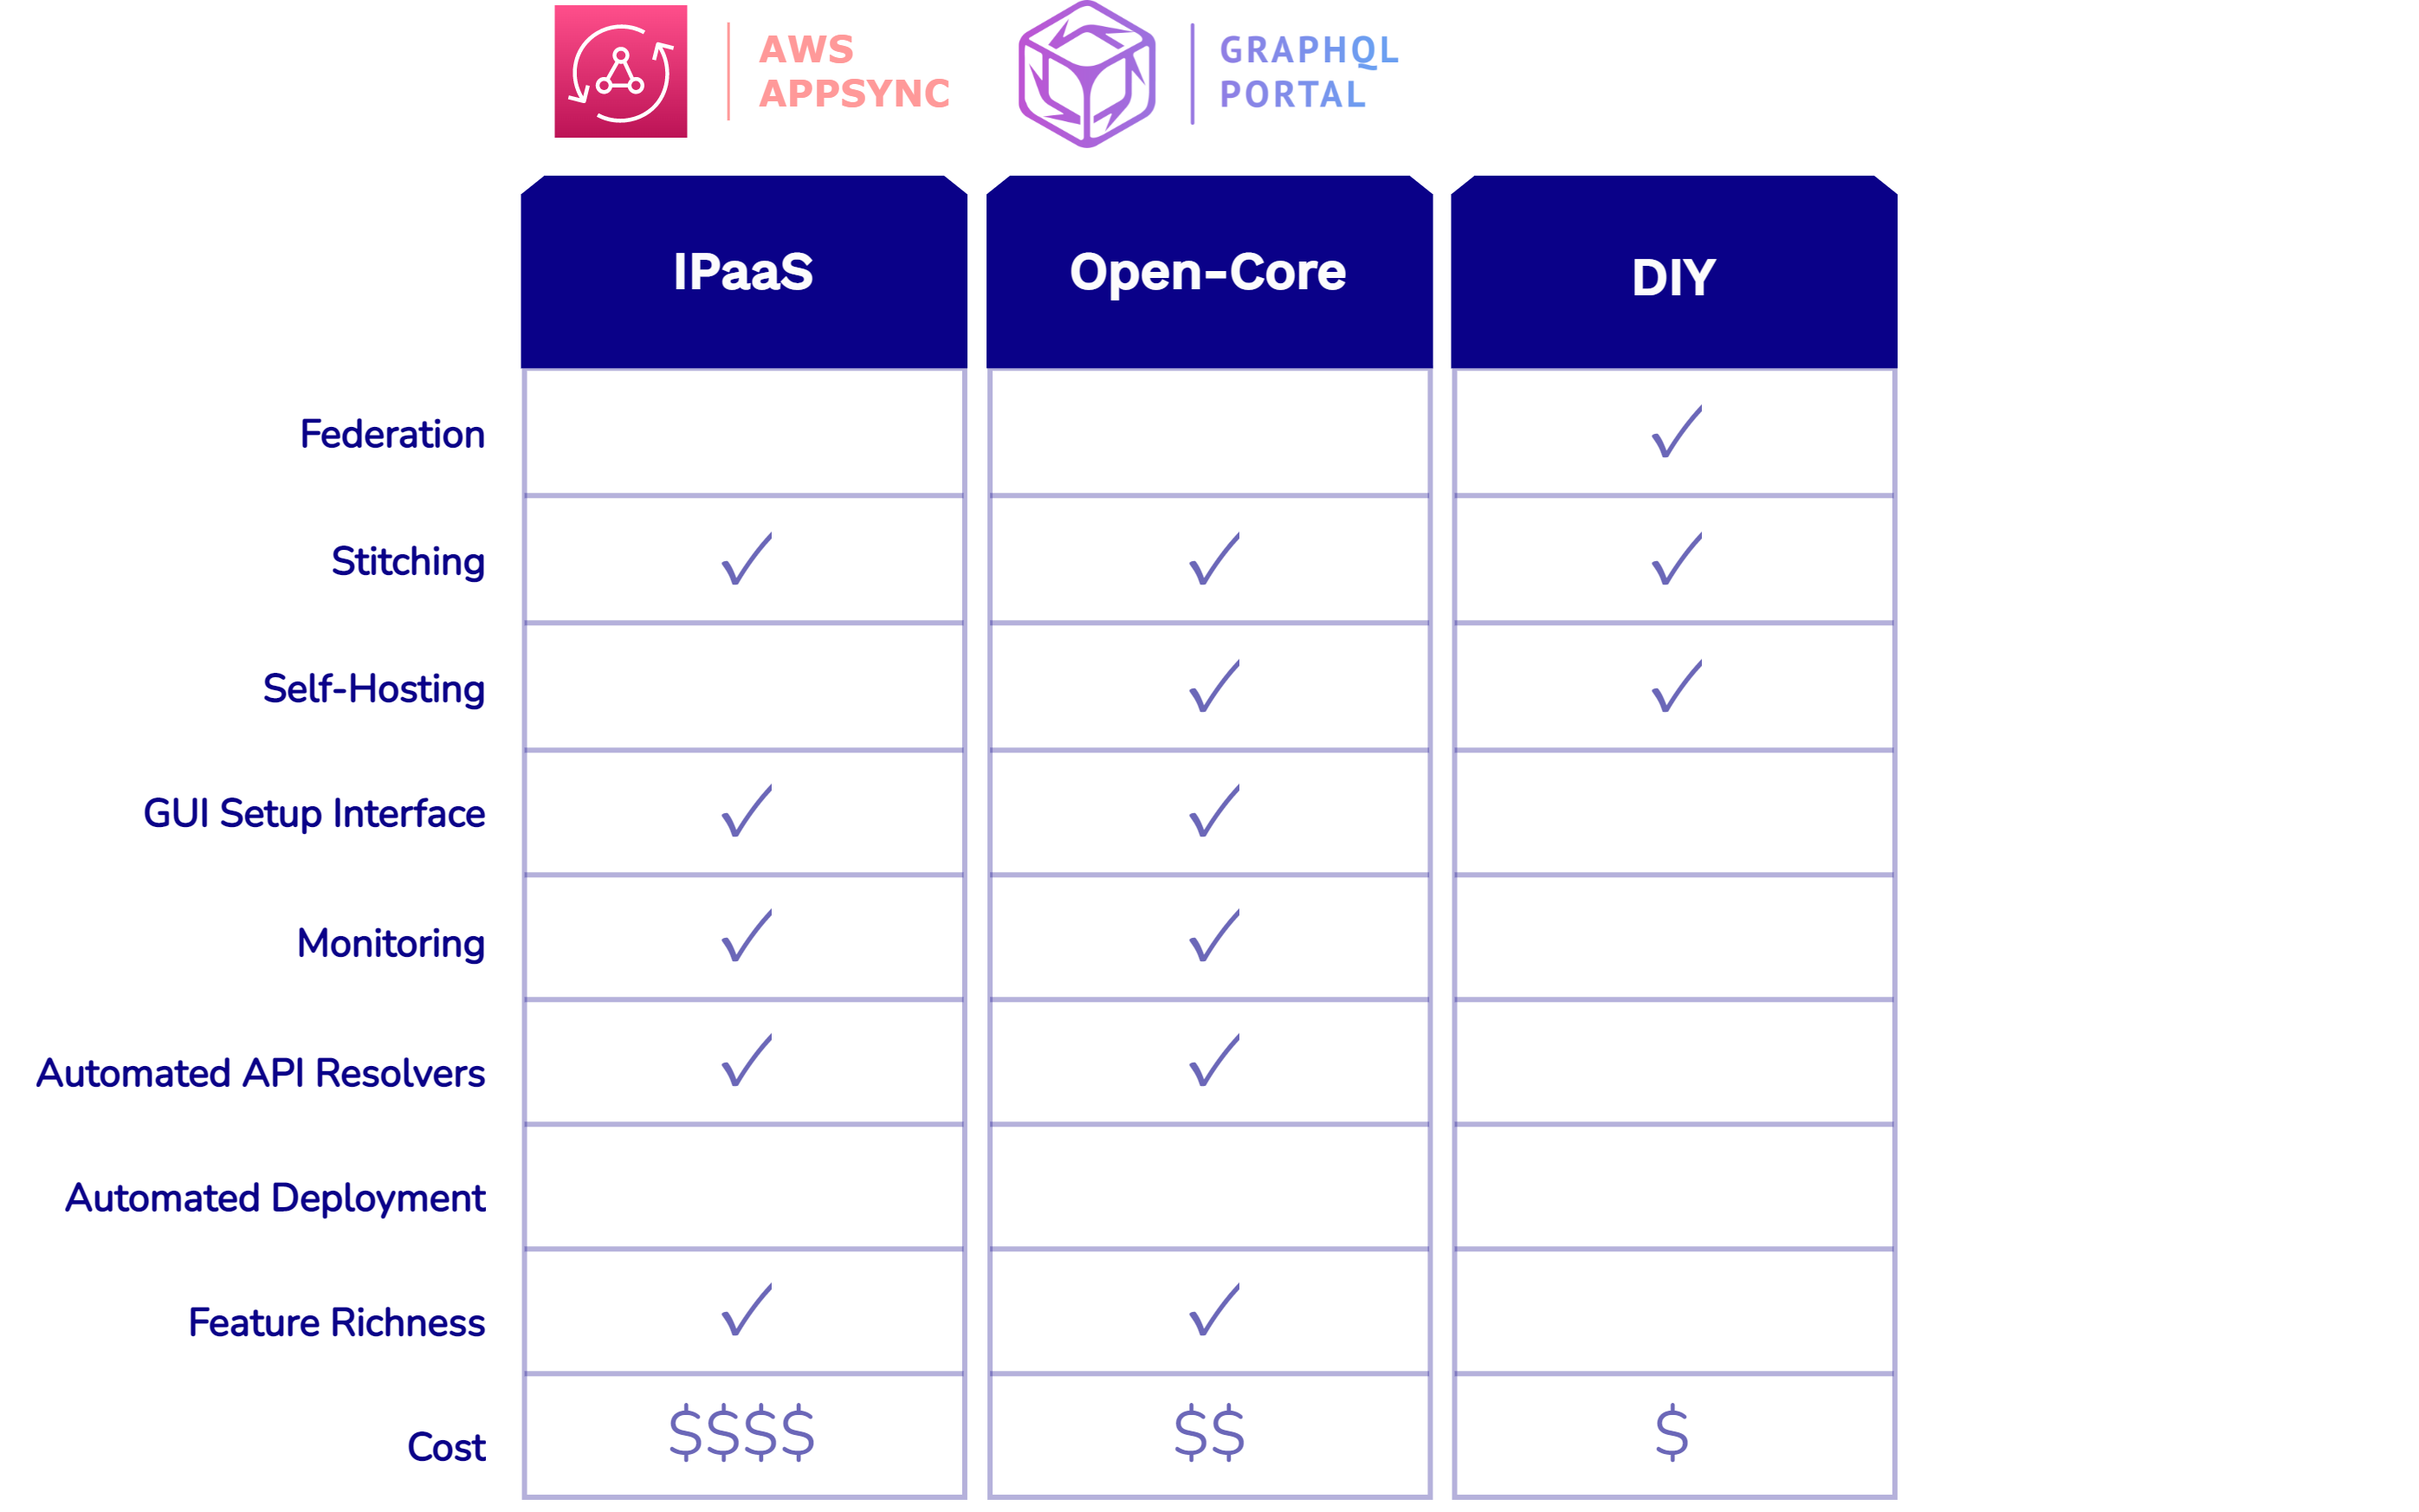 AWS
APPSYNC
GRAPHQL
PORTAL
IPaaS
Open-Core
DIY
Federation ✓
Stitching ✓ ✓ ✓
Self-Hosting ✓ ✓
GUI Setup Interface ✓ ✓
Monitoring ✓ ✓
Automated API Resolvers ✓ ✓
Automated Deployment
Feature Richness ✓ ✓
Cost $$$$ $$ $